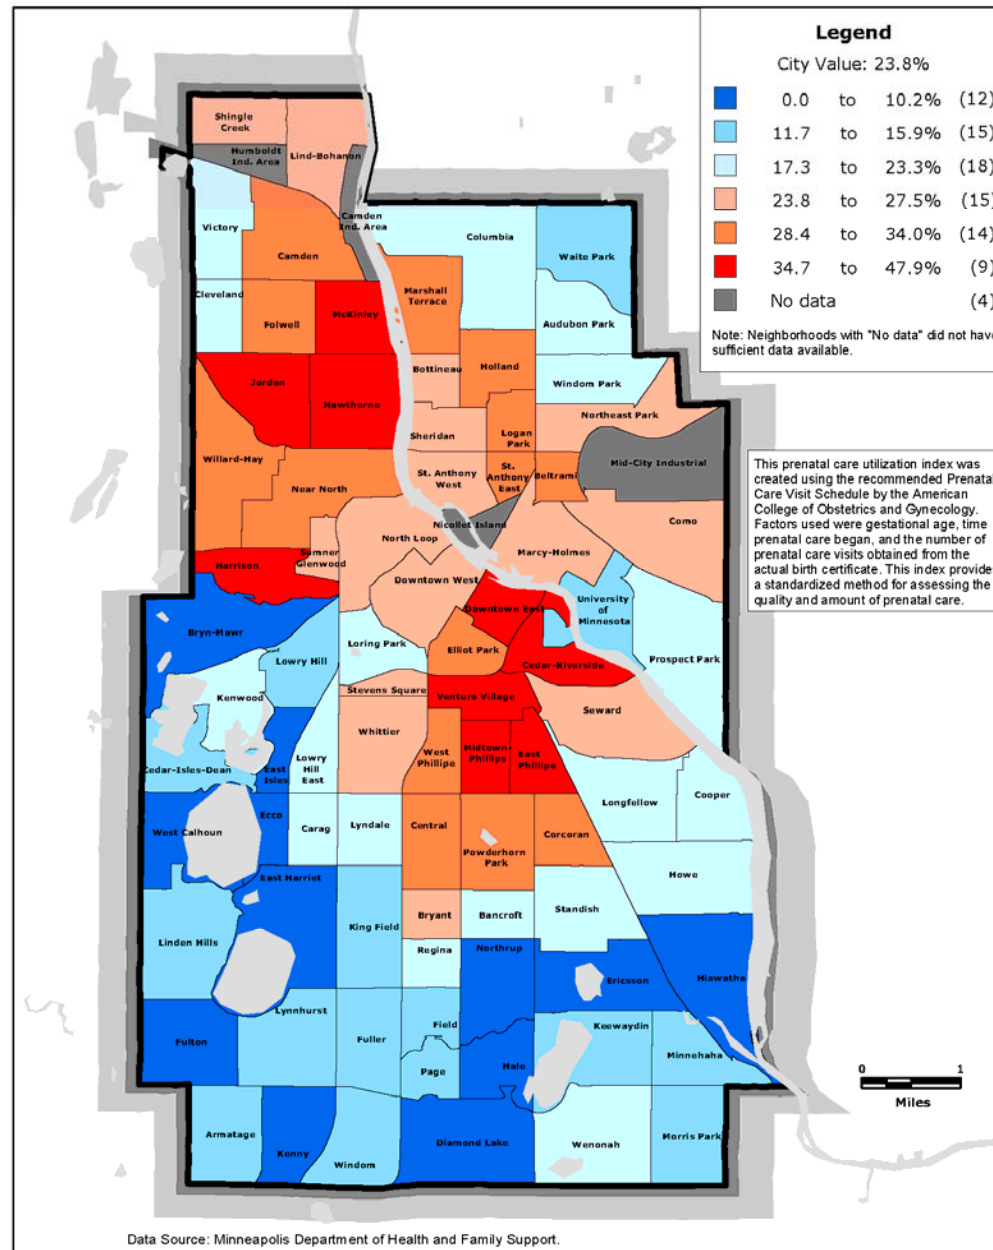 Legend
City Value: 23.8%
0.0 to 10.2% (12)
11.7 to 15.9% (15)
17.3 to 23.3% (18)
23.8 to 27.5% (15)
28.4 to 34.0% (14)
34.7 to 47.9% (9)
No data (4)
Note: Neighborhoods with "No data" did not have
sufficient data available.
Shingle
Creek
Humboldt
Ind. Area
Lind-Bohanon
Camden
Ind. Area
Victory
Columbia
Waite Park
Camden
Cleveland
Marshall
Terrace
McKinley
Folwell
Audubon Park
Bottineau
Holland
Windom Park
Jordan
Hawthorne
Northeast Park
Sheridan
Logan
Park
Willard-Hay
St. Anthony
West
St.
Anthony
East
Beltrami
Mid-City Industrial
This prenatal care utilization index was
created using the recommended Prenatal
Care Visit Schedule by the American
College of Obstetrics and Gynecology.
Factors used were gestational age, time
prenatal care began, and the number of
prenatal care visits obtained from the
actual birth certificate. This index provides
a standardized method for assessing the
quality and amount of prenatal care.
Near North
Nicollet Island
Como
North Loop
Marcy-Holmes
Sumner
Glenwood
Harrison
Downtown West
Downtown East
University
of
Minnesota
Bryn-Mawr
Loring Park
Elliot Park
Lowry Hill
Cedar-Riverside
Prospect Park
Stevens Square
Ventura Village
Kenwood
Seward
Whittier
West
Phillipe
Midtown-
Phillips
East
Phillipe
Cedar-Isles-Dean
East
Isles
Lowry
Hill
East
Longfellow
Cooper
West Calhoun
Ecco
Carag
Lyndale
Central
Powderhorn
Park
Corcoran
East Harriet
Howe
Linden Hills
King Field
Bryant
Bancroft
Standish
Regina
Northrup
Ericsson
Hiawatha
Lynnhurst
Field
Keewaydin
Fulton
Fuller
Minnehaha
Page
Hale
0 1
Miles
Armatage
Kenny
Windom
Diamond Lake
Wenonah
Morris Park
Data Source: Minneapolis Department of Health and Family Support.